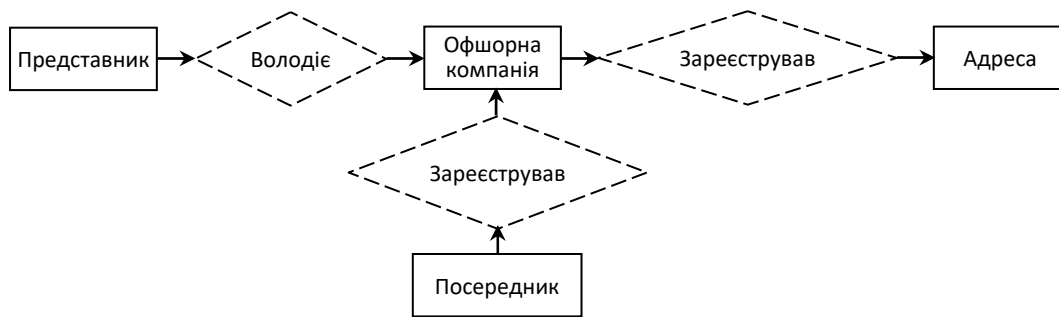 Представник
Володіє
Офшорна
компанія
Зареєстрував
Адреса
Зареєстрував
Посередник